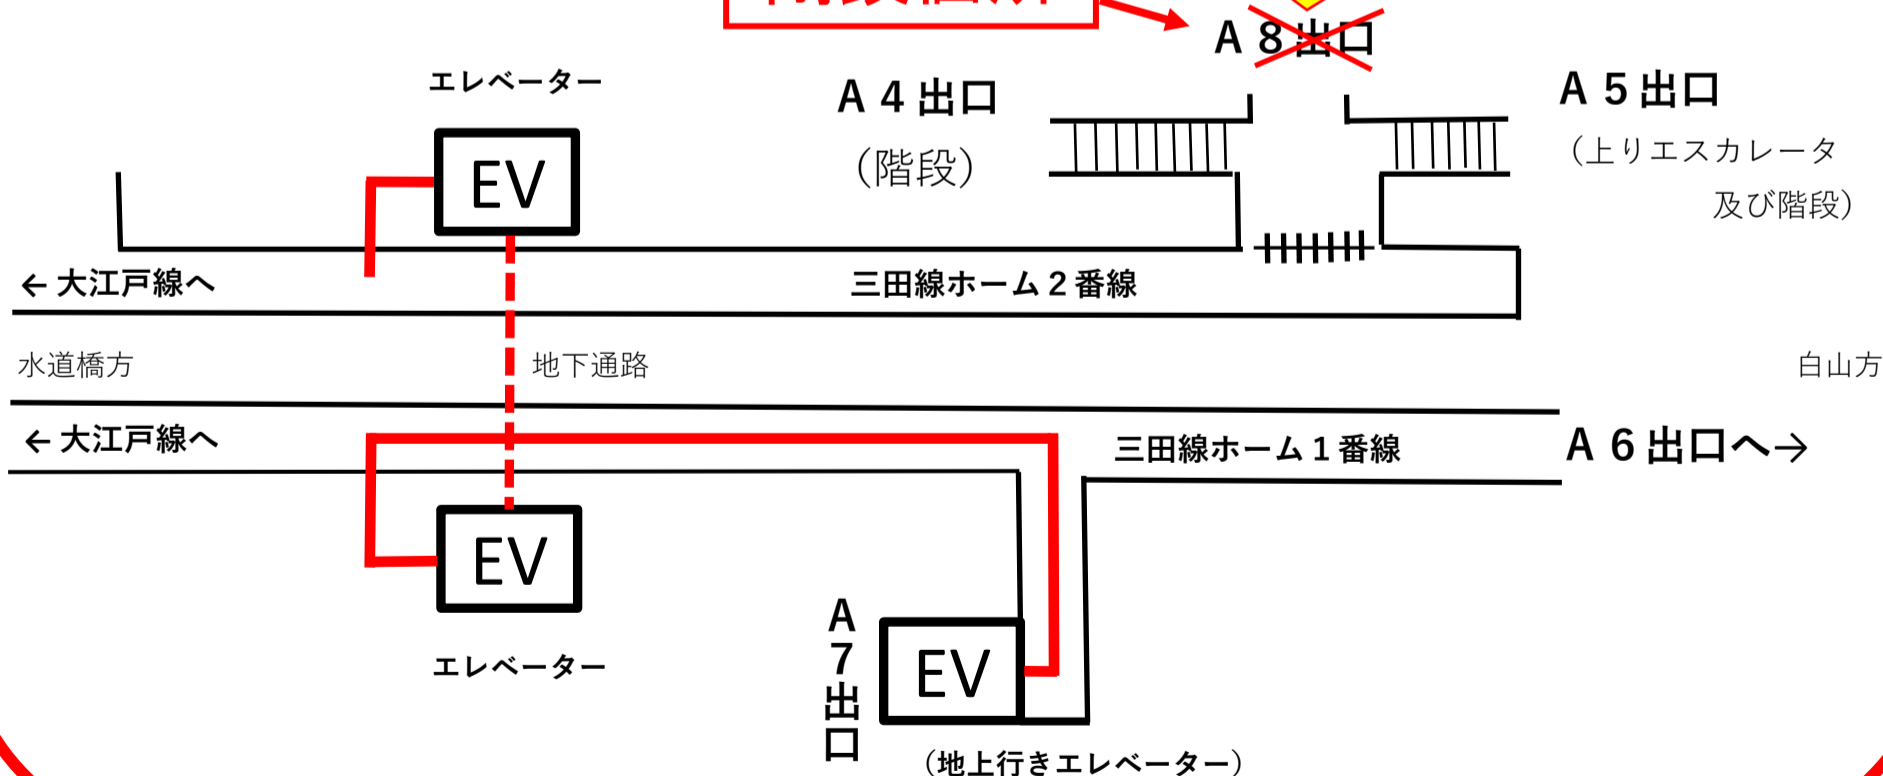 A 8 出口
エレベーター
A 4 出口
（階段）
A 5 出口
（上りエスカレータ
及び階段）
EV
← 大江戸線へ
三田線ホーム２番線
水道橋方
地下通路
白山方
← 大江戸線へ
三田線ホーム１番線
A 6 出口へ→
EV
エレベーター
A7出口
EV
（地上行きエレベーター）